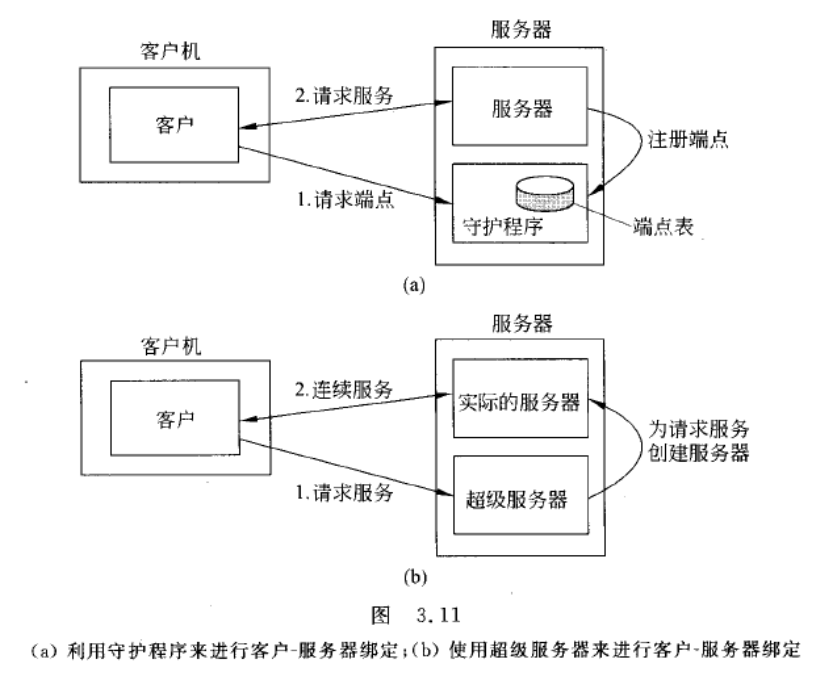 服务器
客户机
客户
2.请求服务
服务器
注册端点
1.请求端点
守护程序
端点表
(a)
服务器
客户机
客户
2.连续服务
实际的服务器
为请求服务
创建服务器
1.请求服务
超级服务器
(b)
图 3.11
(a) 利用守护程序来进行客户-服务器绑定;(b) 使用超级服务器来进行客户-服务器绑定